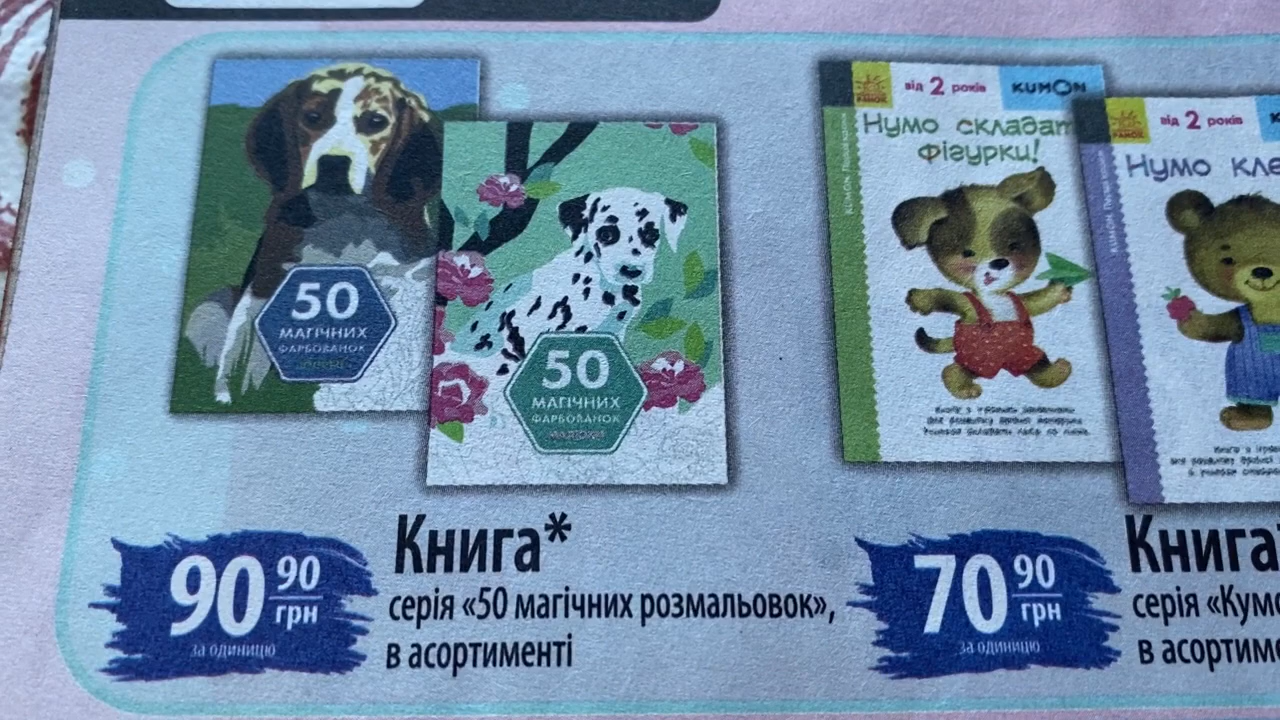 50
МАГІЧНИХ
ФАРБОВАНОК
50
МАГІЧНИХ
ФАРБОВАНОК
РАНОК
від 2 років
KUMON
Нумо складат
фігурки!
РАНОК
від 2 років
K
Нумо кле
90 90
грн
за одиницю
Книга*
серія «50 магічних розмальовок»,
в асортименті
70 90
грн
за одиницю
Книга
серія «Кумо
в асортиме